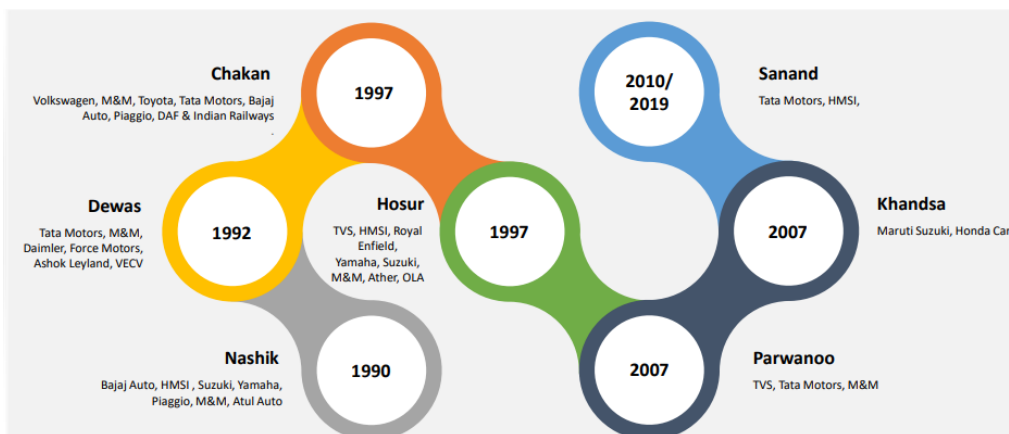 Chakan
Volkswagen, M&M, Toyota, Tata Motors, Bajaj
Auto, Piaggio, DAF & Indian Railways
.
1997
2010/
2019
Sanand
Tata Motors, HMSI,
Dewas
Tata Motors, M&M,
Daimler, Force Motors,
Ashok Leyland, VECV
1992
Hosur
TVS, HMSI, Royal
Enfield,
Yamaha, Suzuki,
M&M, Ather, OLA
1997
2007
Khandsa
Maruti Suzuki, Honda Car
Nashik
Bajaj Auto, HMSI , Suzuki, Yamaha,
Piaggio, M&M, Atul Auto
1990
2007
Parwanoo
TVS, Tata Motors, M&M